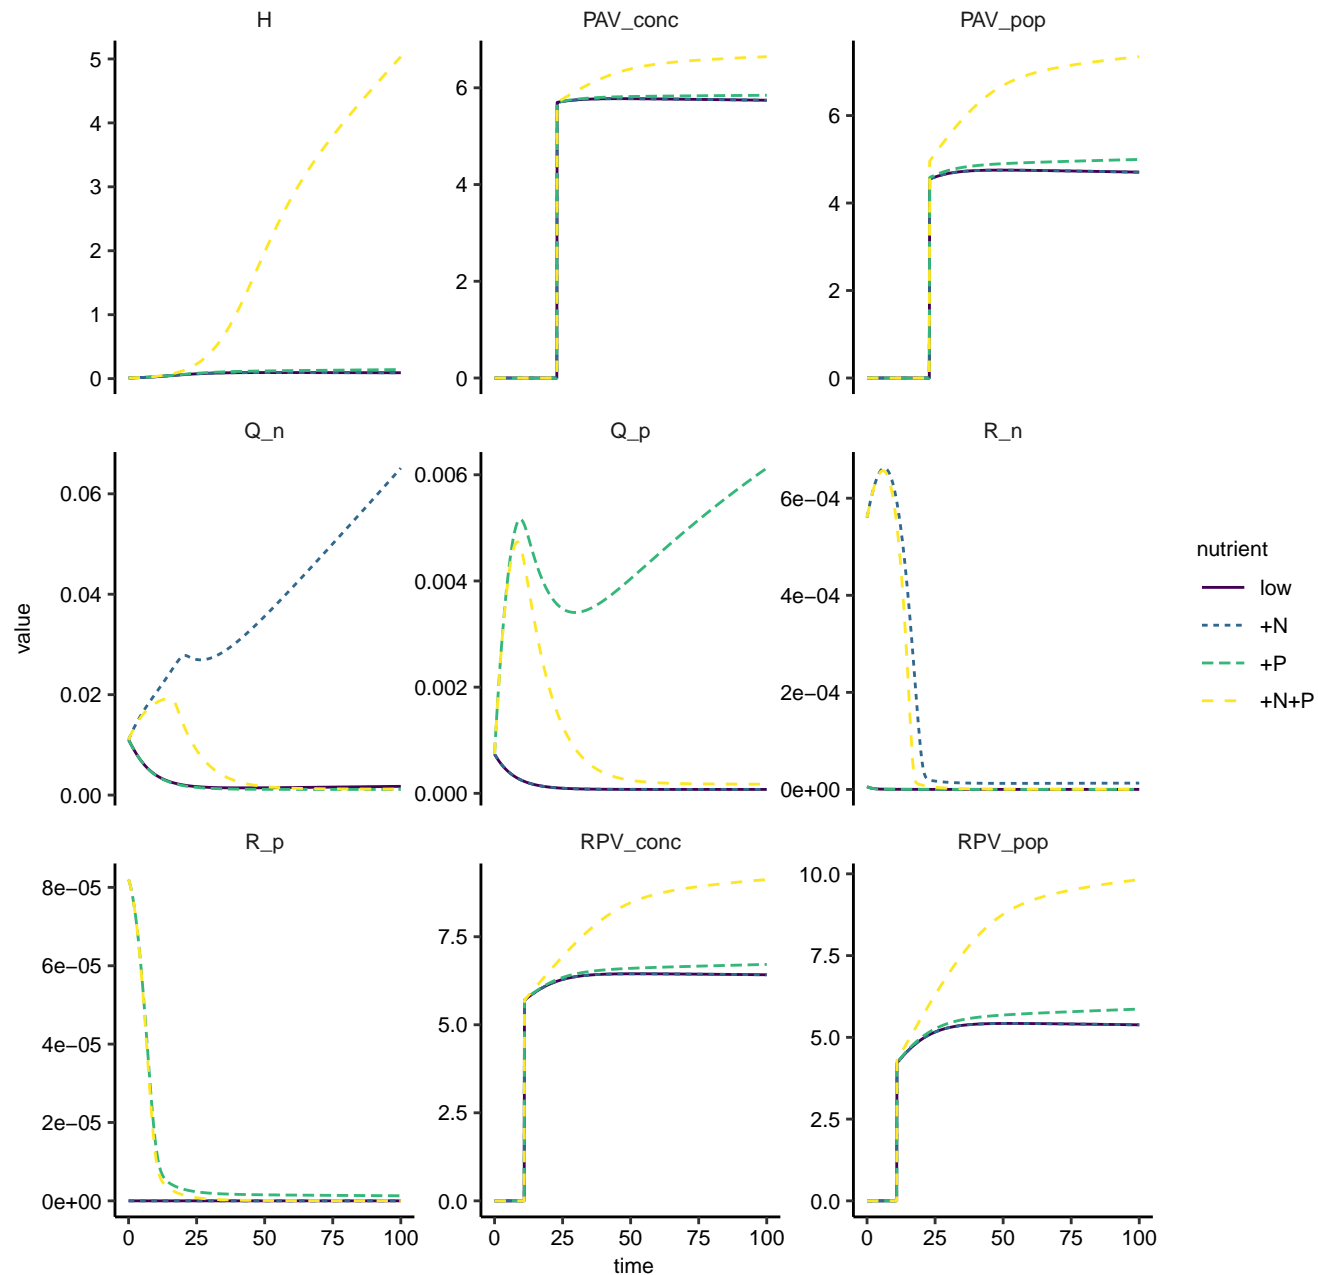 H
PAV_conc
PAV_pop
5
4
3
2
1
0
6
4
2
0
6
4
2
0
Q_n
Q_p
R_n
0.06
0.04
0.02
0.00
0.006
0.004
0.002
0.000
6e−04
4e−04
2e−04
0e+00
value
nutrient
low
+N
+P
+N+P
R_p
RPV_conc
RPV_pop
8e−05
6e−05
4e−05
2e−05
0e+00
7.5
5.0
2.5
0.0
10.0
7.5
5.0
2.5
0.0
0 25 50 75 100
0 25 50 75 100
0 25 50 75 100
time